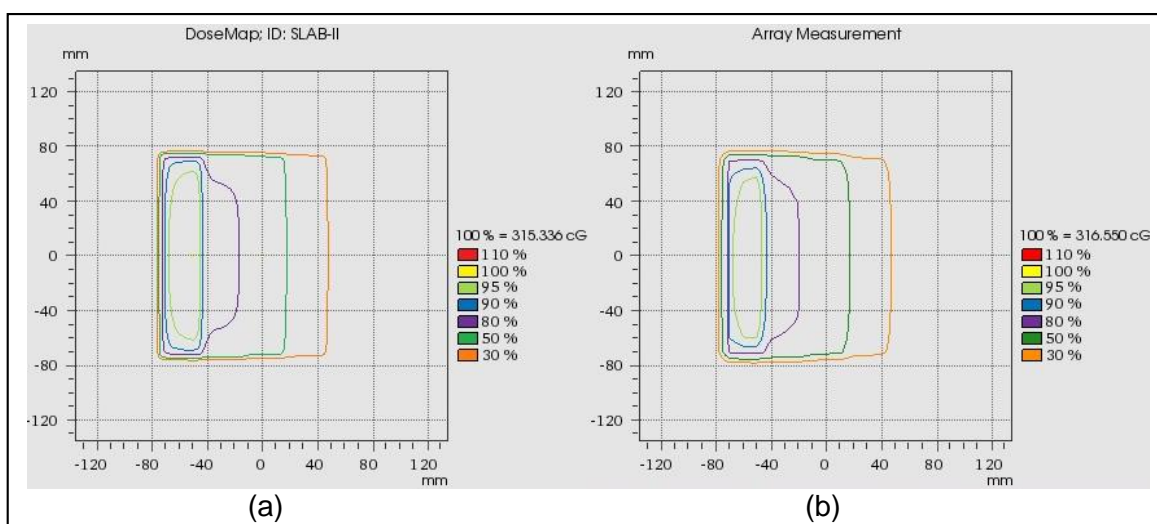 DoseMap; ID: SLAB-II
mm
120
80
40
0
-40
-80
-120
-120 -80 -40 0 40 80 120
mm
100 % = 315.336 cG
110 %
100 %
95 %
90 %
80 %
50 %
30 %
(a)
Array Measurement
mm
120
80
40
0
-40
-80
-120
-120 -80 -40 0 40 80 120
mm
100 % = 316.550 cG
110 %
100 %
95 %
90 %
80 %
50 %
30 %
(b)